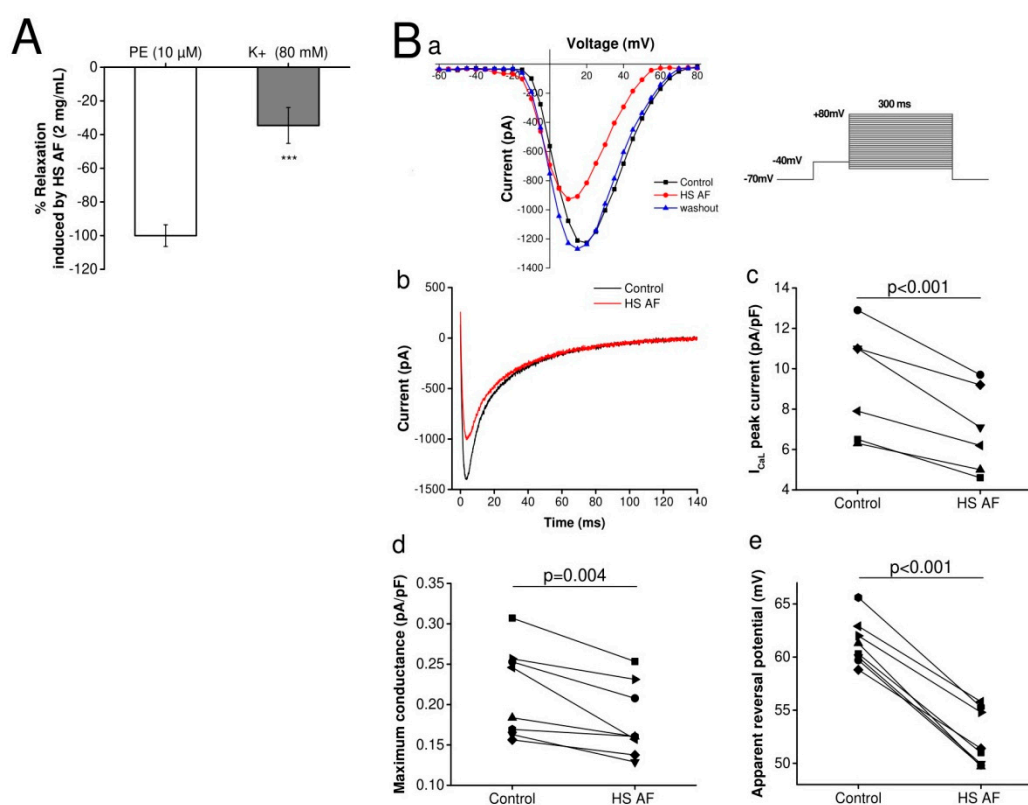 A
PE (10 μM)
K+ (80 mM)
0
-20
-40
-60
-80
-100
-120
% Relaxation
induced by HS AF (2 mg/mL)
***
B
a
Voltage (mV)
-60
-40
-20
0
20
40
60
80
-200
-400
-600
-800
-1000
-1200
-1400
Current (pA)
Control
HS AF
washout
300 ms
+80mV
-40mV
-70mV
b
Control
HS AF
500
0
-500
-1000
-1500
Current (pA)
0
20
40
60
80
100
120
140
Time (ms)
c
p<0.001
14
12
10
8
6
4
I CaL peak current (pA/pF)
Control
HS AF
d
p=0.004
0.35
0.30
0.25
0.20
0.15
0.10
Maximum conductance (pA/pF)
Control
HS AF
e
p<0.001
65
60
55
50
Apparent reversal potential (mV)
Control
HS AF